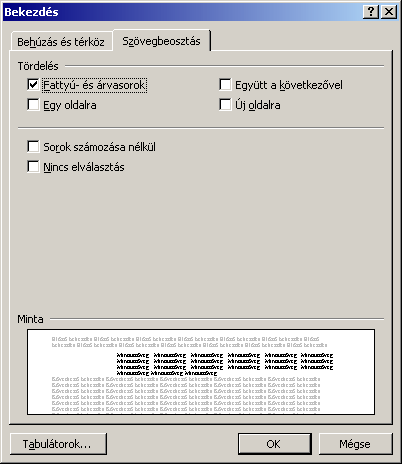 Bekezdés
Behúzás és térköz Szövegbeosztás
Tördelés
Fattyú- és árvasorok Együtt a következővel
Egy oldalra Új oldalra
Sorok számozása nélkül
Nincs elválasztás
Minta
Tabulátorok... OK Mégse